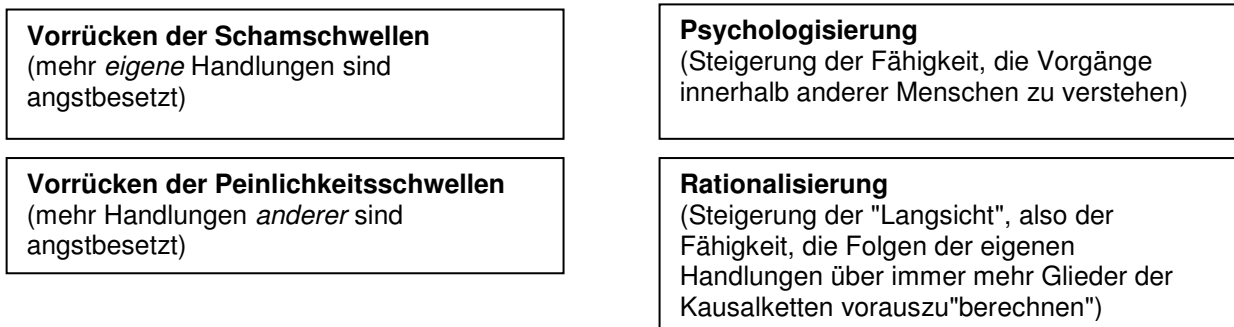 Vorrücken der Schamschwellen
(mehr eigene Handlungen sind
angstbesetzt)
Psychologisierung
(Steigerung der Fähigkeit, die Vorgänge
innerhalb anderer Menschen zu verstehen)
Vorrücken der Peinlichkeitsschwellen
(mehr Handlungen anderer sind
angstbesetzt)
Rationalisierung
(Steigerung der "Langsicht", also der
Fähigkeit, die Folgen der eigenen
Handlungen über immer mehr Glieder der
Kausalketten vorauszu"berechnen")